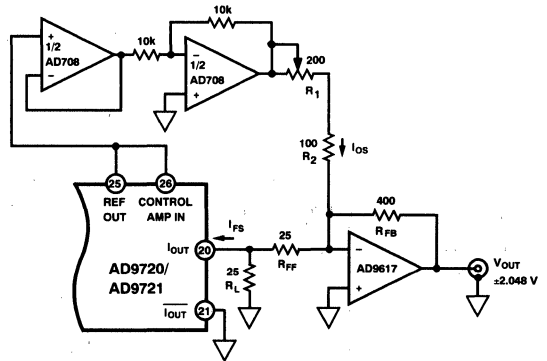 10k
10k
+
1/2
AD708
–
–
1/2
AD708
+
200
R1
100
R2
IOS
25
26
REF
OUT
CONTROL
AMP IN
IFS
400
RFB
IOUT
20
25
RFF
25
RL
–
AD9617
+
VOUT
±2.048 V
AD9720/
AD9721
IOUT
21